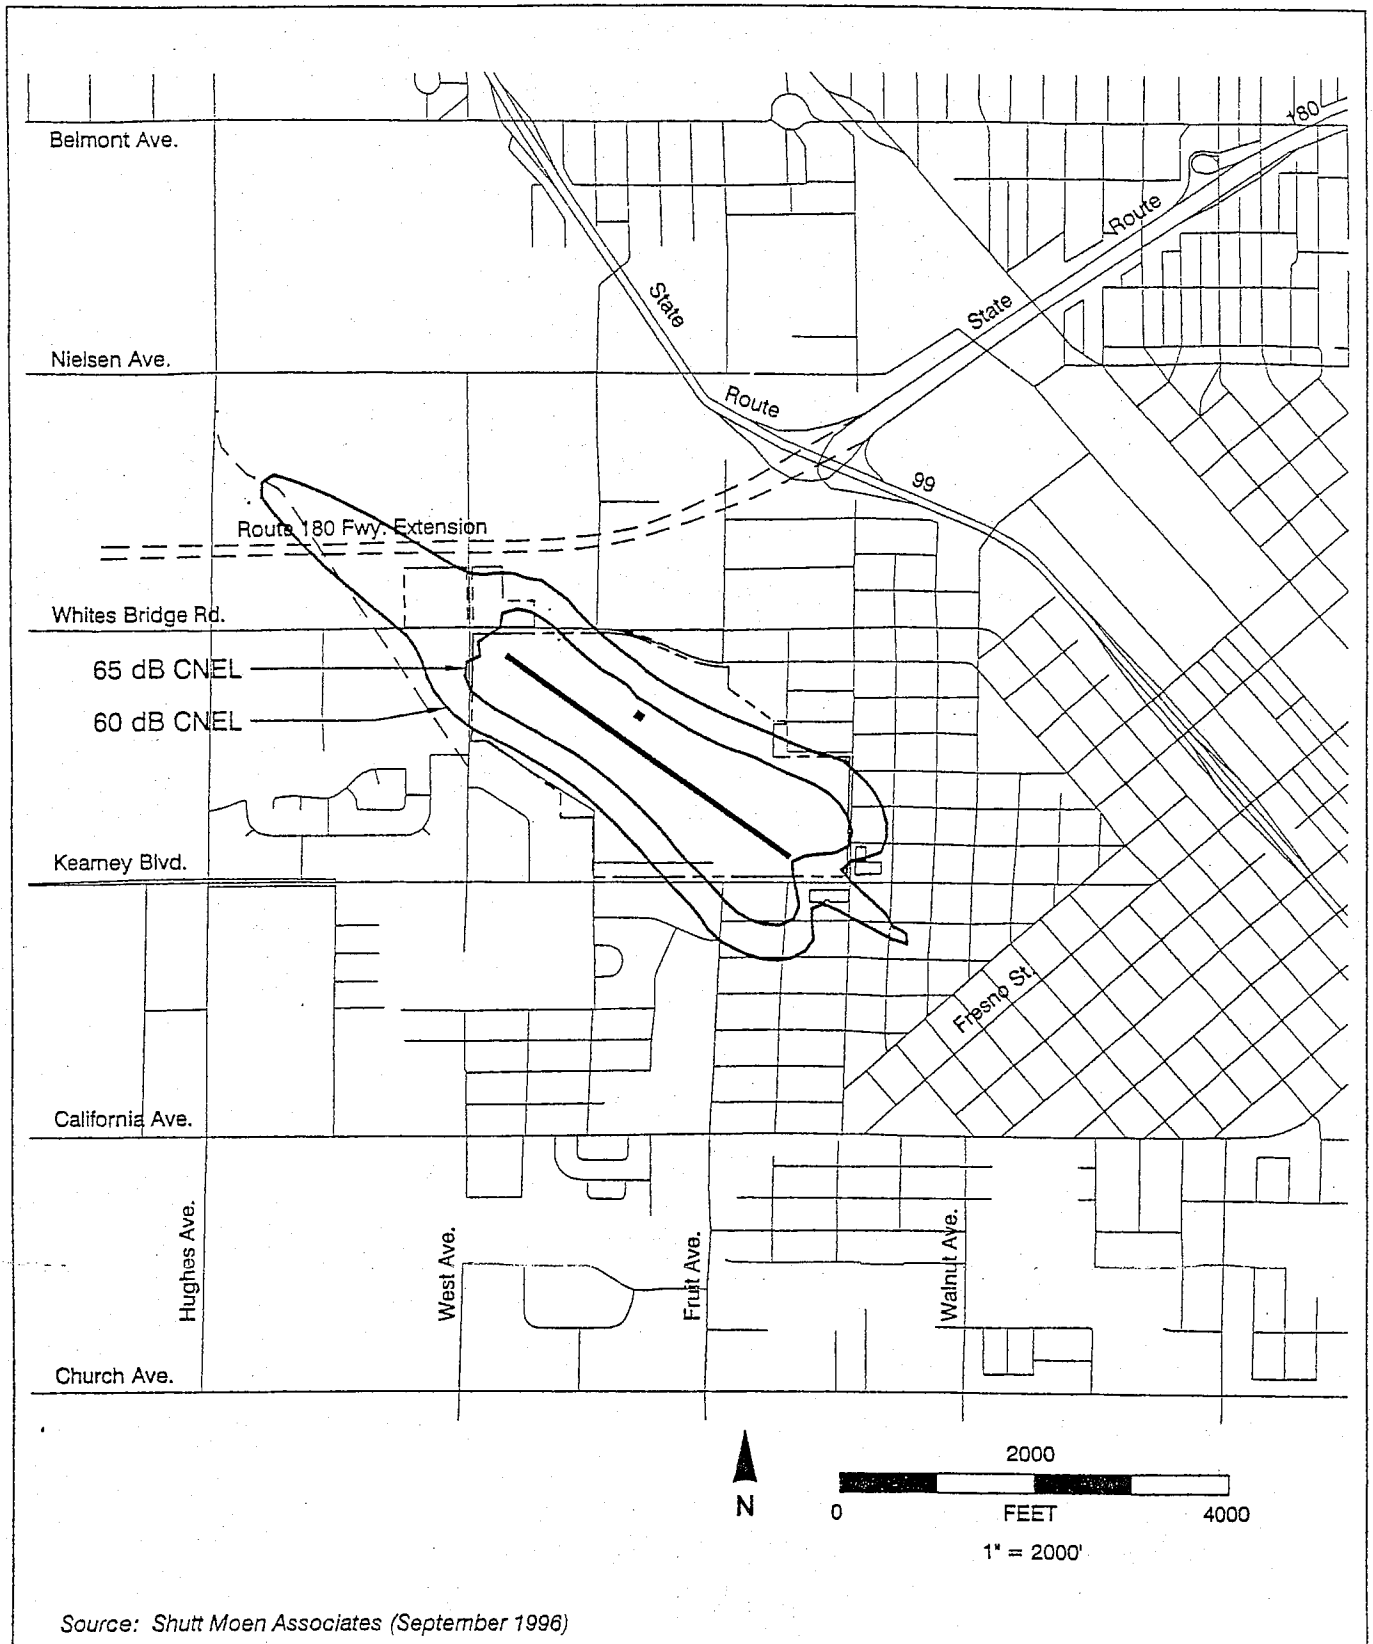 Belmont Ave.
180
Route
State
State
Nielsen Ave.
Route
99
Route 180 Fwy. Extension
Whites Bridge Rd.
65 dB CNEL
60 dB CNEL
Kearney Blvd.
Fresno St.
California Ave.
Hughes Ave.
West Ave.
Fruit Ave.
Walnut Ave.
Church Ave.
N
2000
0 FEET 4000
1" = 2000'
Source: Shutt Moen Associates (September 1996)